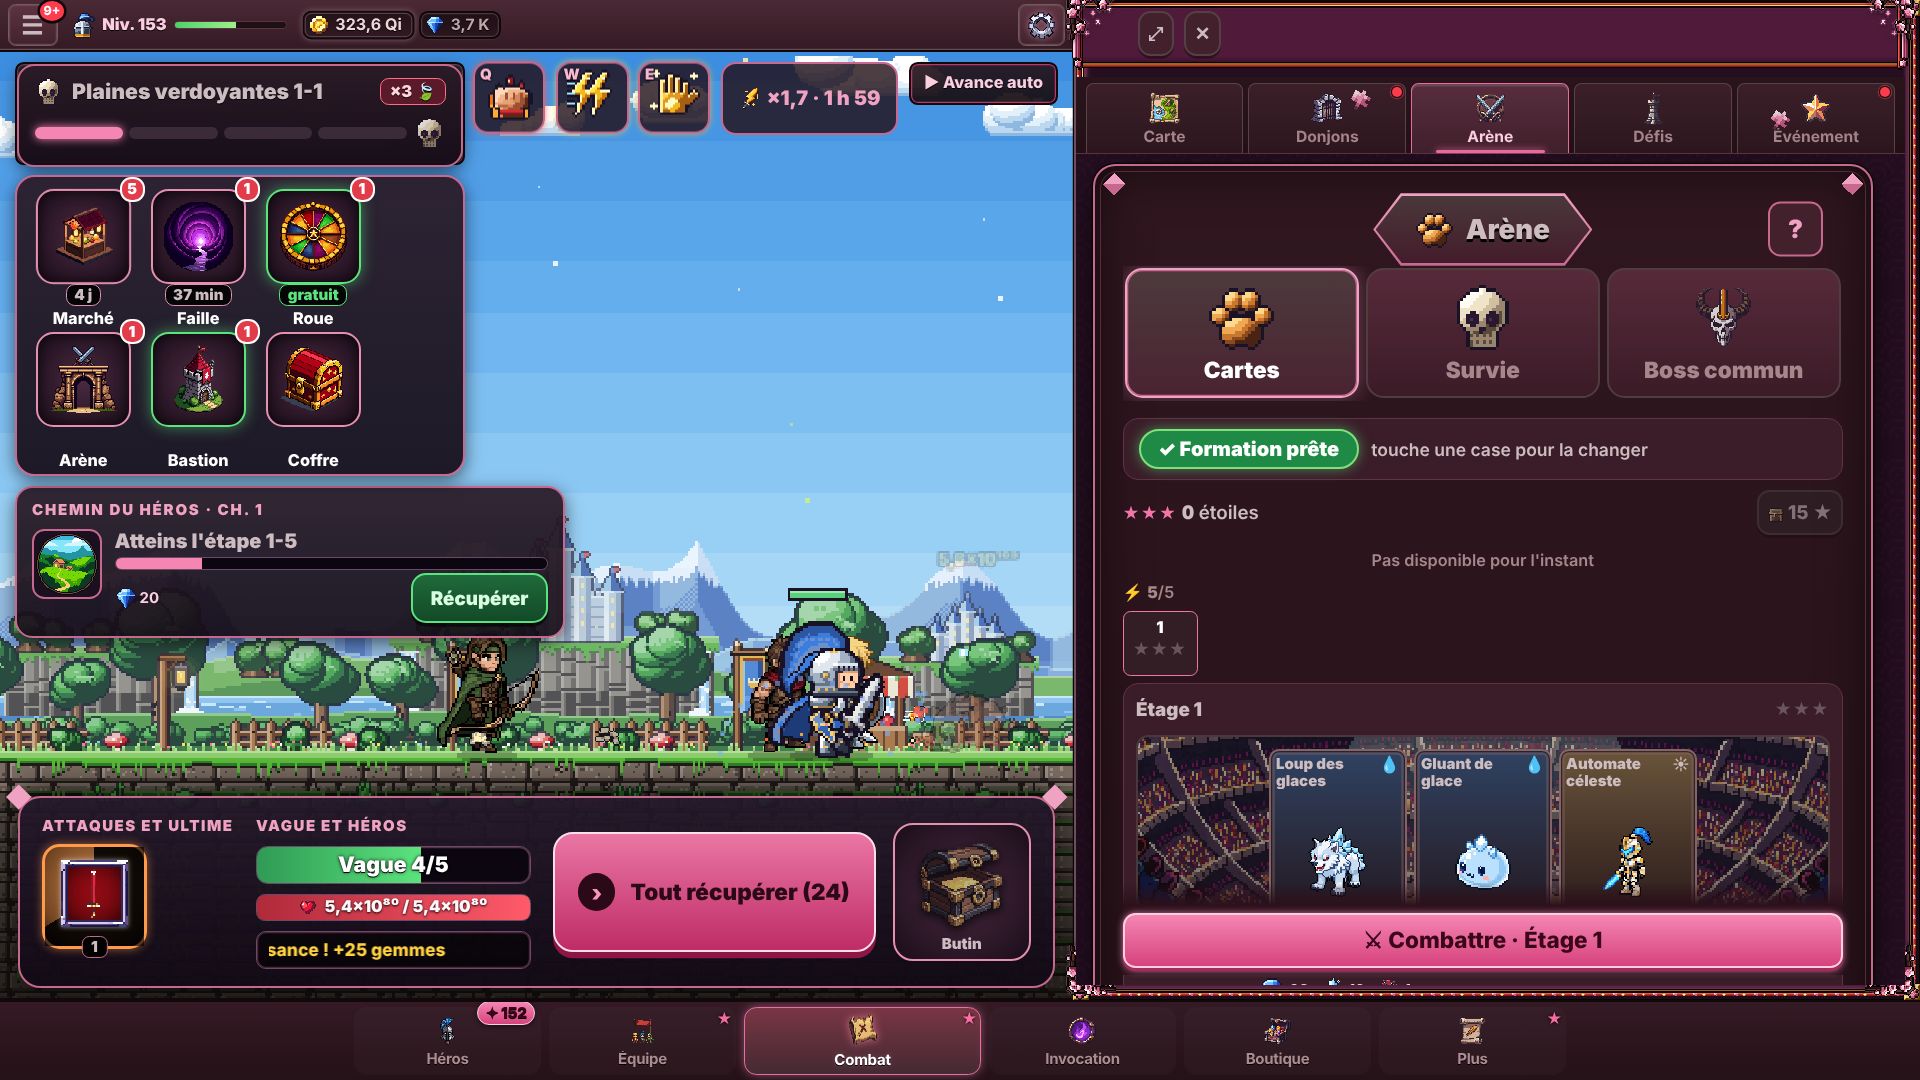 9+
Niv. 153
323,6 Qi
3,7 K
Plaines verdoyantes 1-1
×3
Q
W
E
×1,7 · 1 h 59
Avance auto
5
1
1
4 j
37 min
gratuit
Marché
Faille
Roue
1
1
Arène
Bastion
Coffre
CHEMIN DU HÉROS · CH. 1
Atteins l'étape 1-5
20
Récupérer
ATTAQUES ET ULTIME
1
VAGUE ET HÉROS
Vague 4/5
5,4×10⁸⁰ / 5,4×10⁸⁰
sance ! +25 gemmes
Tout récupérer (24)
Butin
Carte
Donjons
Arène
Défis
Événement
Arène
?
Cartes
Survie
Boss commun
Formation prête
touche une case pour la changer
0 étoiles
15
Pas disponible pour l'instant
5/5
1
Étage 1
Loup des
glaces
Gluant de
glace
Automate
céleste
Combattre · Étage 1
152
Héros
Équipe
Combat
Invocation
Boutique
Plus